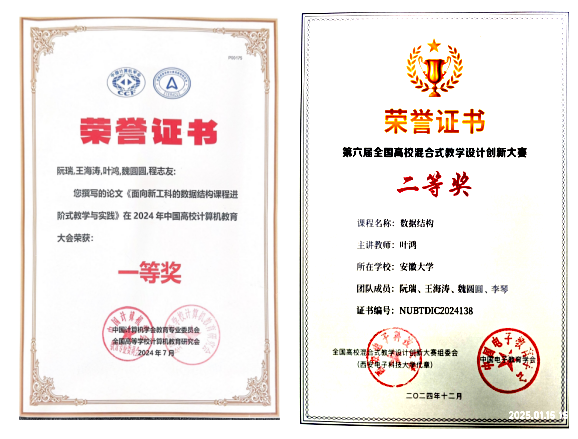 荣誉证书
阮瑞,王海涛,叶鸿,魏圆圆,程志友:
您撰写的论文《面向新工科的数据结构课程进
阶式教学与实践》在 2024 年中国高校计算机教育
大会荣获:
一等奖
中国计算机学会教育专业委员会
全国高等学校计算机教育研究会
2024 年 7 月
荣誉证书
第六届全国高校混合式教学设计创新大赛
二等奖
课程名称: 数据结构
主讲教师: 叶鸿
所在学校: 安徽大学
团队成员: 阮瑞、王海涛、魏圆圆、李琴
证书编号: NUBTDIC2024138
全国高校混合式教学设计创新大赛组委会
(西安电子科技大学代章)
中国电子教育学会
二〇二四年十二月